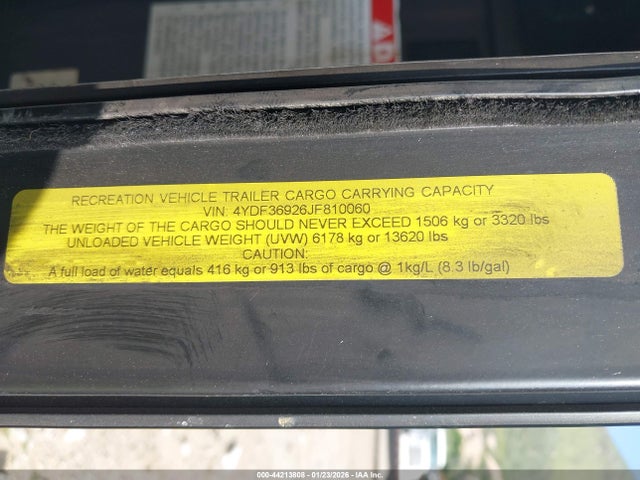 AD
RECREATION VEHICLE TRAILER CARGO CARRYING CAPACITY
VIN: 4YDF36926JF810060
THE WEIGHT OF THE CARGO SHOULD NEVER EXCEED 1506 kg or 3320 lbs
UNLOADED VEHICLE WEIGHT (UVW) 6178 kg or 13620 lbs
CAUTION:
A full load of water equals 416 kg or 913 lbs of cargo @ 1kg/L (8.3 lb/gal)
000-44213808 - 01/23/2026 - IAA Inc.